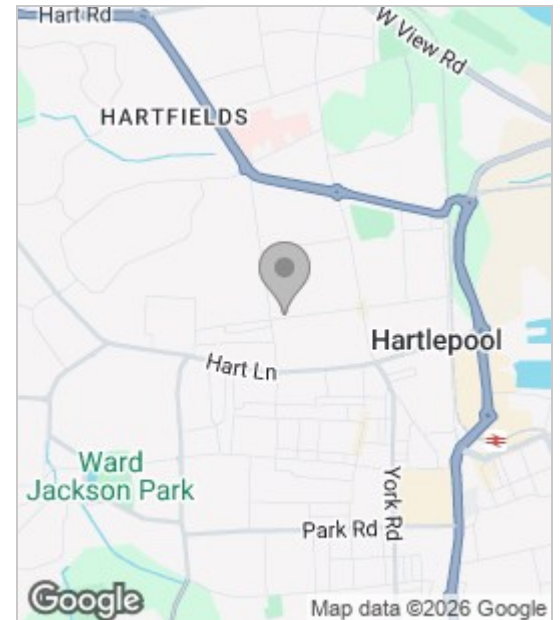 Hart Rd
W View Rd
HARTFIELDS
Hartlepool
Hart Ln
Ward
Jackson Park
York Rd
Park Rd
Google
Map data ©2026 Google